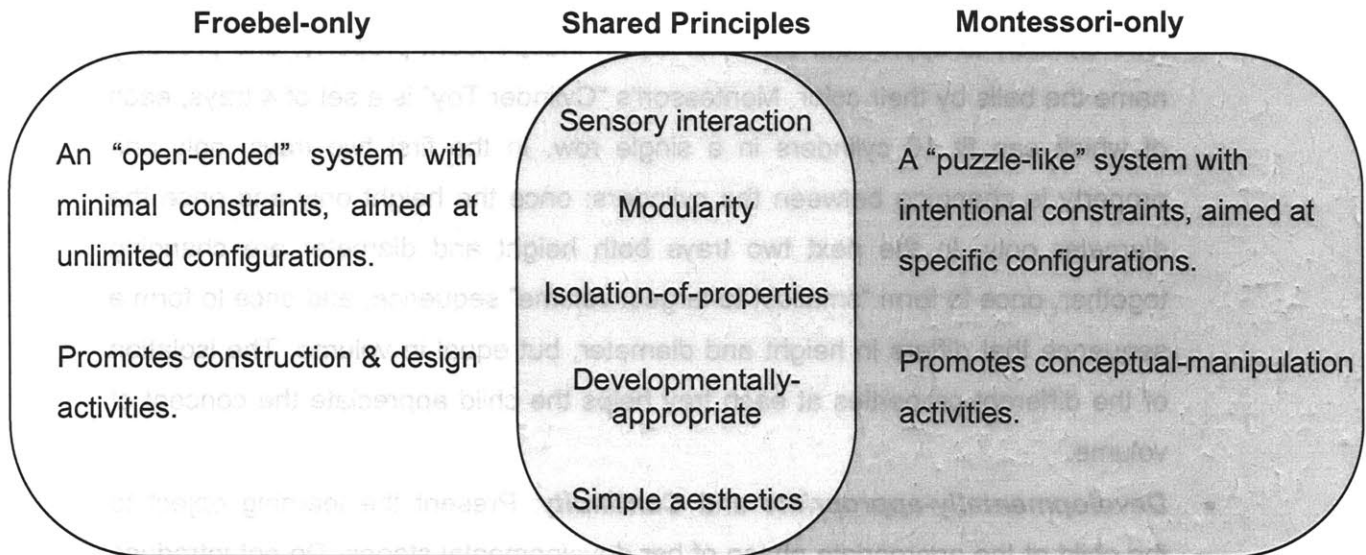 Froebel-only
Shared Principles
Montessori-only
An “open-ended” system with
minimal constraints, aimed at
unlimited configurations.
Promotes construction & design
activities.
Sensory interaction
Modularity
Isolation-of-properties
Developmentally-
appropriate
Simple aesthetics
A “puzzle-like” system with
intentional constraints, aimed at
specific configurations.
Promotes conceptual-manipulation
activities.